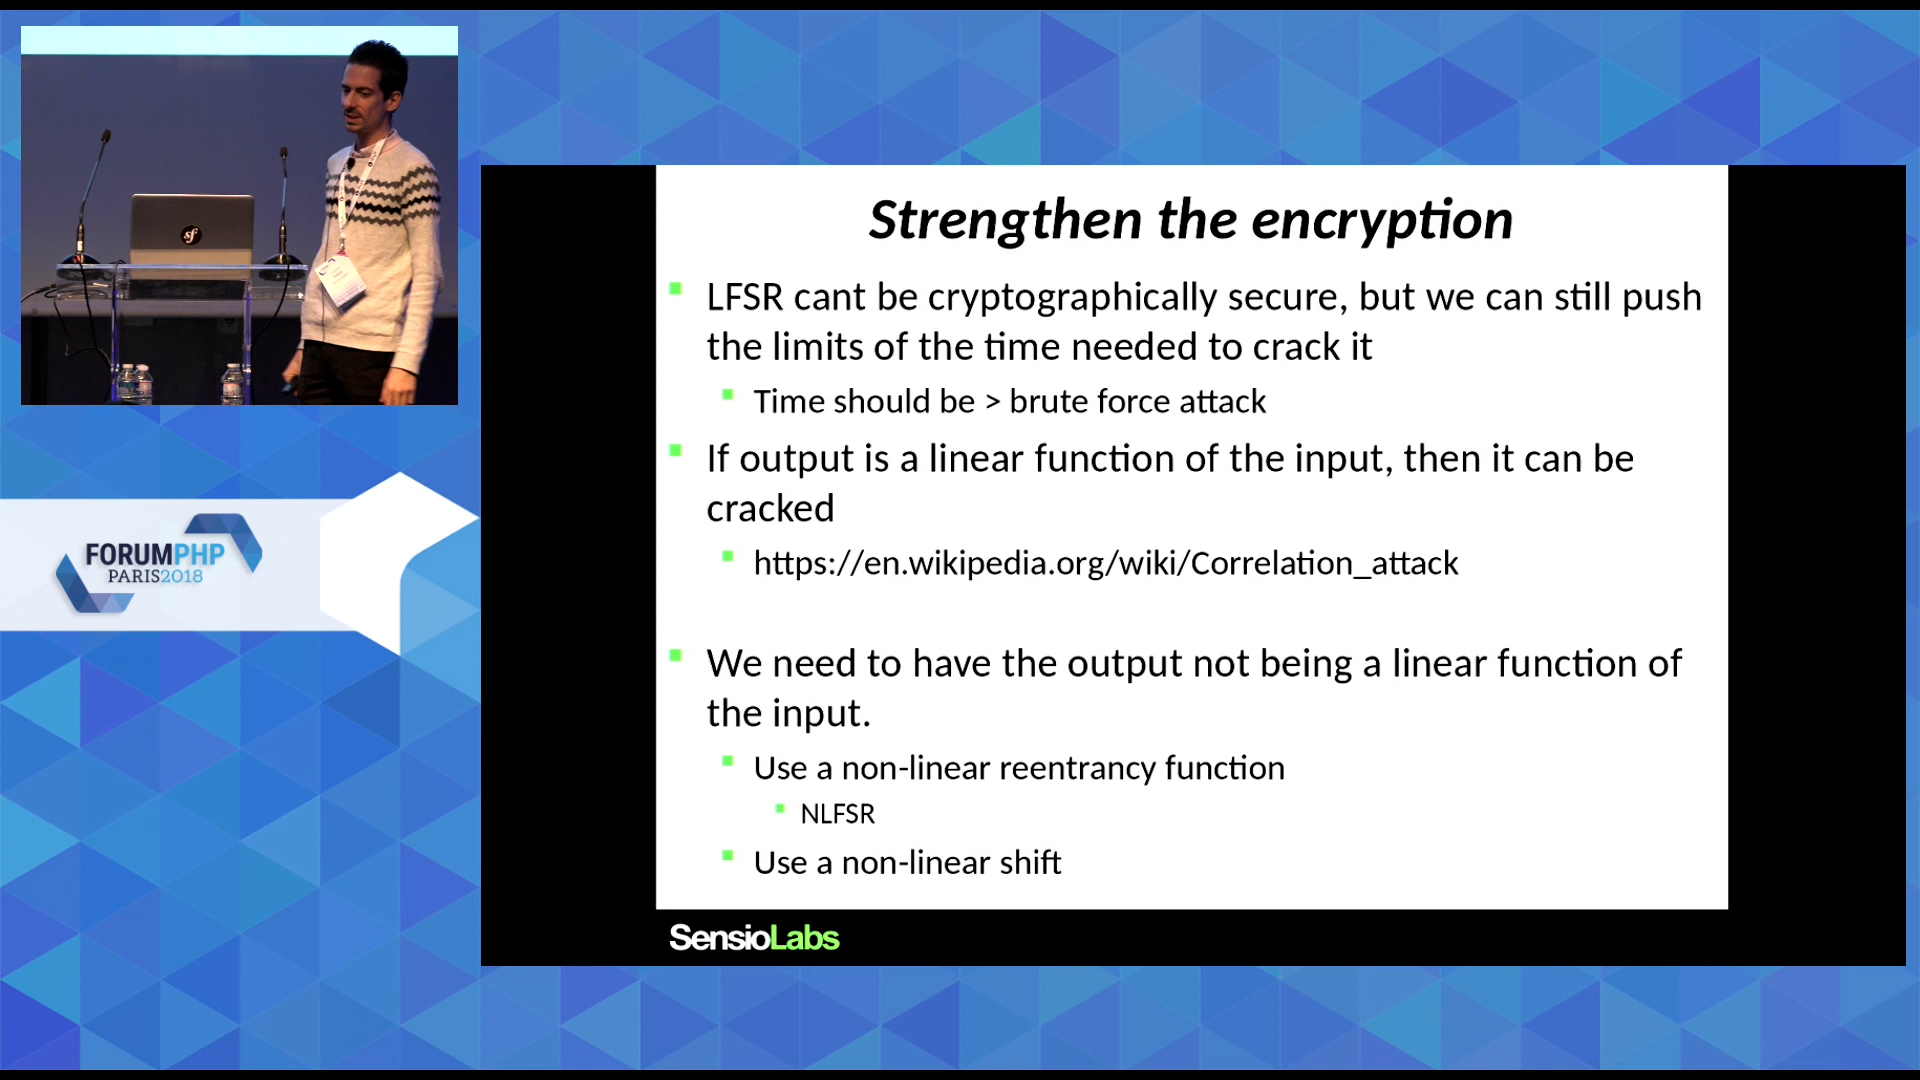 Strengthen the encryption
LFSR cant be cryptographically secure, but we can still push
the limits of the time needed to crack it
Time should be > brute force attack
If output is a linear function of the input, then it can be
cracked
https://en.wikipedia.org/wiki/Correlation_attack
We need to have the output not being a linear function of
the input.
Use a non-linear reentrancy function
NLFSR
Use a non-linear shift
SensioLabs
FORUMPHP
PARIS2018
sf